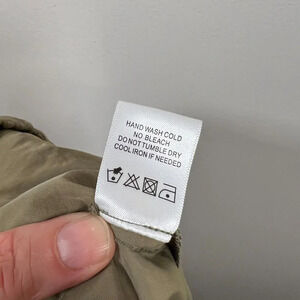 HAND WASH COLD
NO BLEACH
DO NOT TUMBLE DRY
COOL IRON IF NEEDED